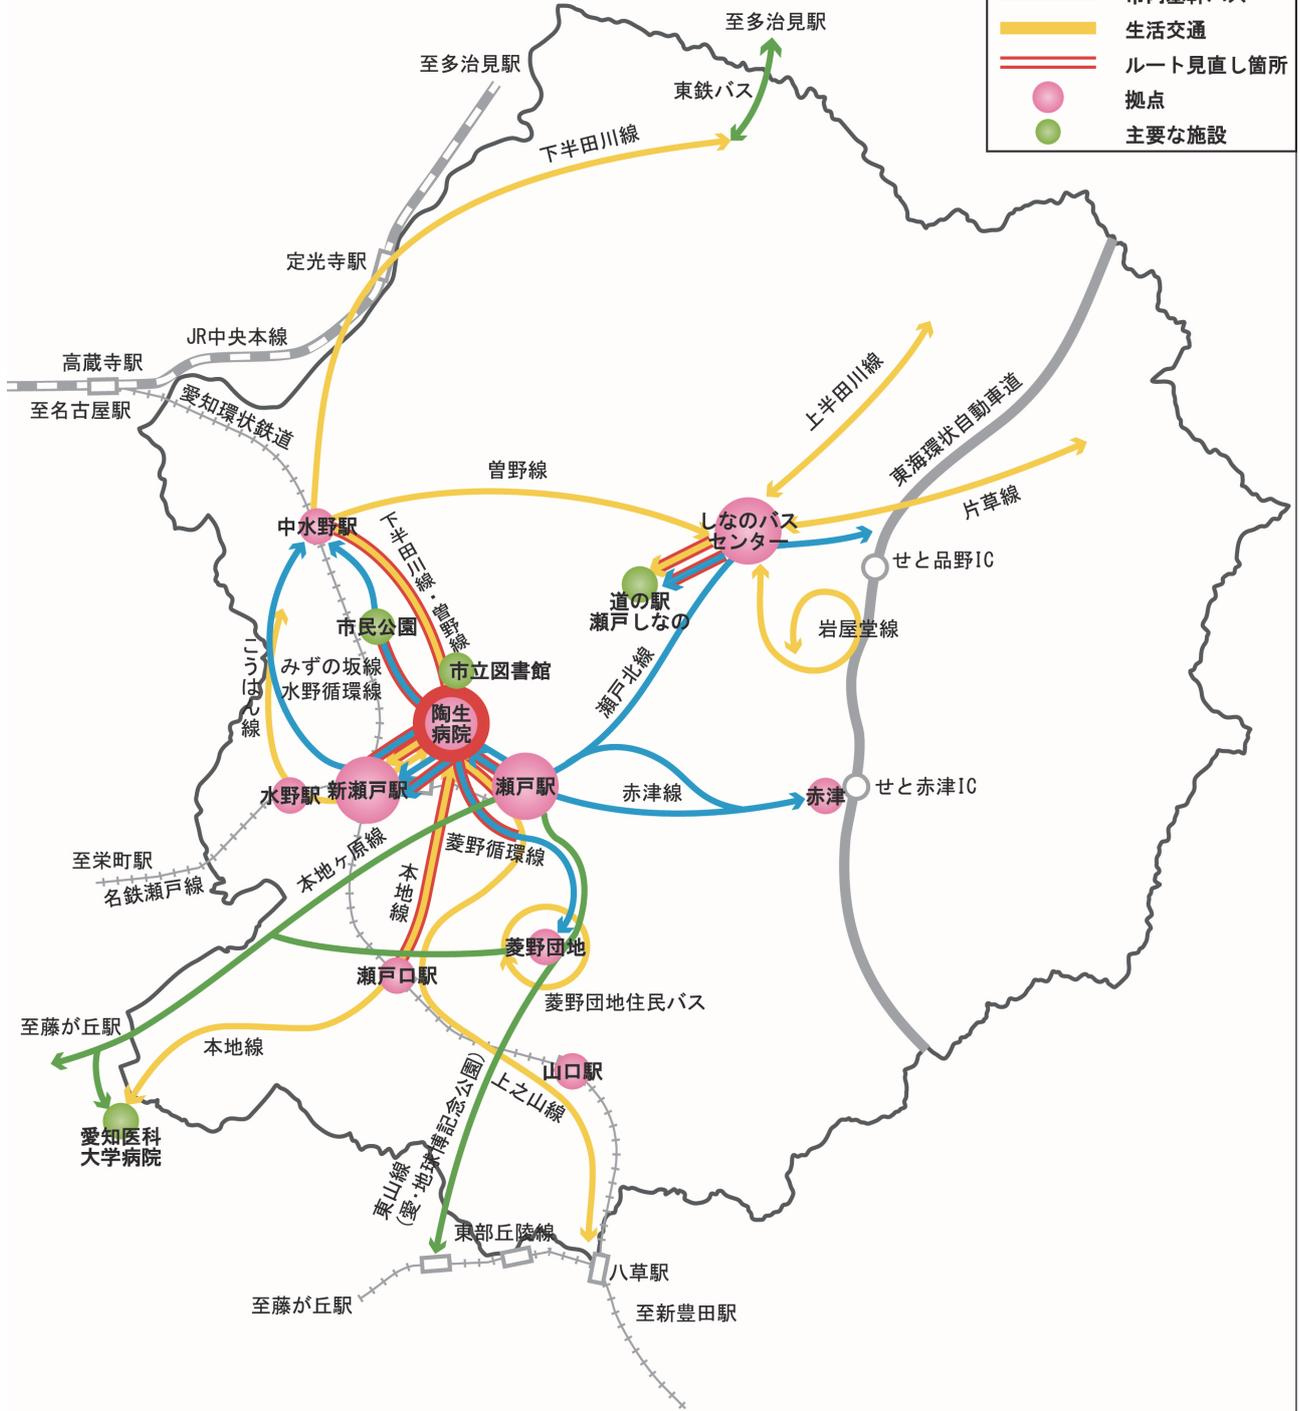 生活交通
ルート見直し箇所
拠点
主要な施設
至多治見駅
至多治見駅
東鉄バス
下半田川線
定光寺駅
JR中央本線
高蔵寺駅
至名古屋駅
愛知環状鉄道
上半田川線
東海環状自動車道
曽野線
片草線
中水野駅
下半田川線・曽野線
しなのバス
センター
せと品野IC
道の駅
瀬戸しなの
岩屋堂線
市民公園
こうはん線
みずの坂線
水野循環線
市立図書館
瀬戸北線
陶生
病院
水野駅
新瀬戸駅
瀬戸駅
赤津線
赤津
せと赤津IC
至栄町駅
名鉄瀬戸線
本地ヶ原線
菱野循環線
本地線
菱野団地
瀬戸口駅
菱野団地住民バス
至藤が丘駅
本地線
山口駅
上之山線
愛知医科
大学病院
東山線
(愛・地球博記念公園)
東部丘陵線
八草駅
至藤が丘駅
至新豊田駅